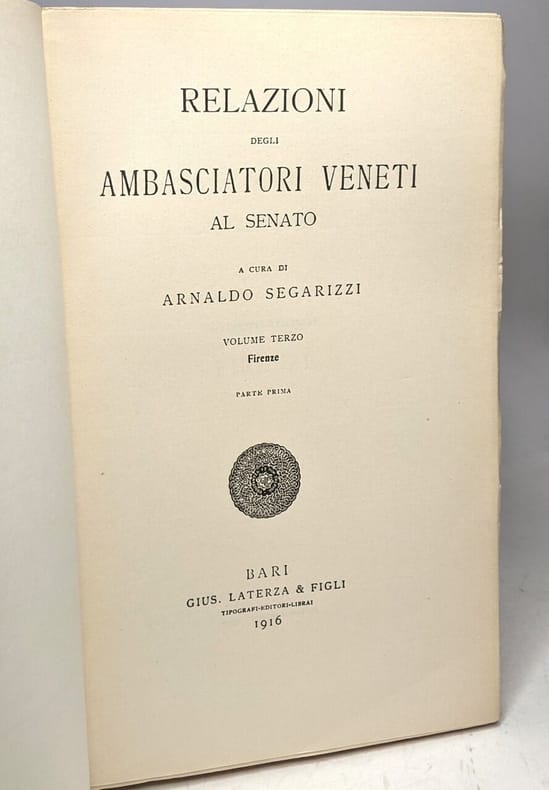 RELAZIONI
DEGLI
AMBASCIATORI VENETI
AL SENATO
A CURA DI
ARNALDO SEGARIZZI
VOLUME TERZO
Firenze
PARTE PRIMA
BARI
GIUS. LATERZA & FIGLI
TIPOGRAFI-EDITORI-LIBRAI
1916